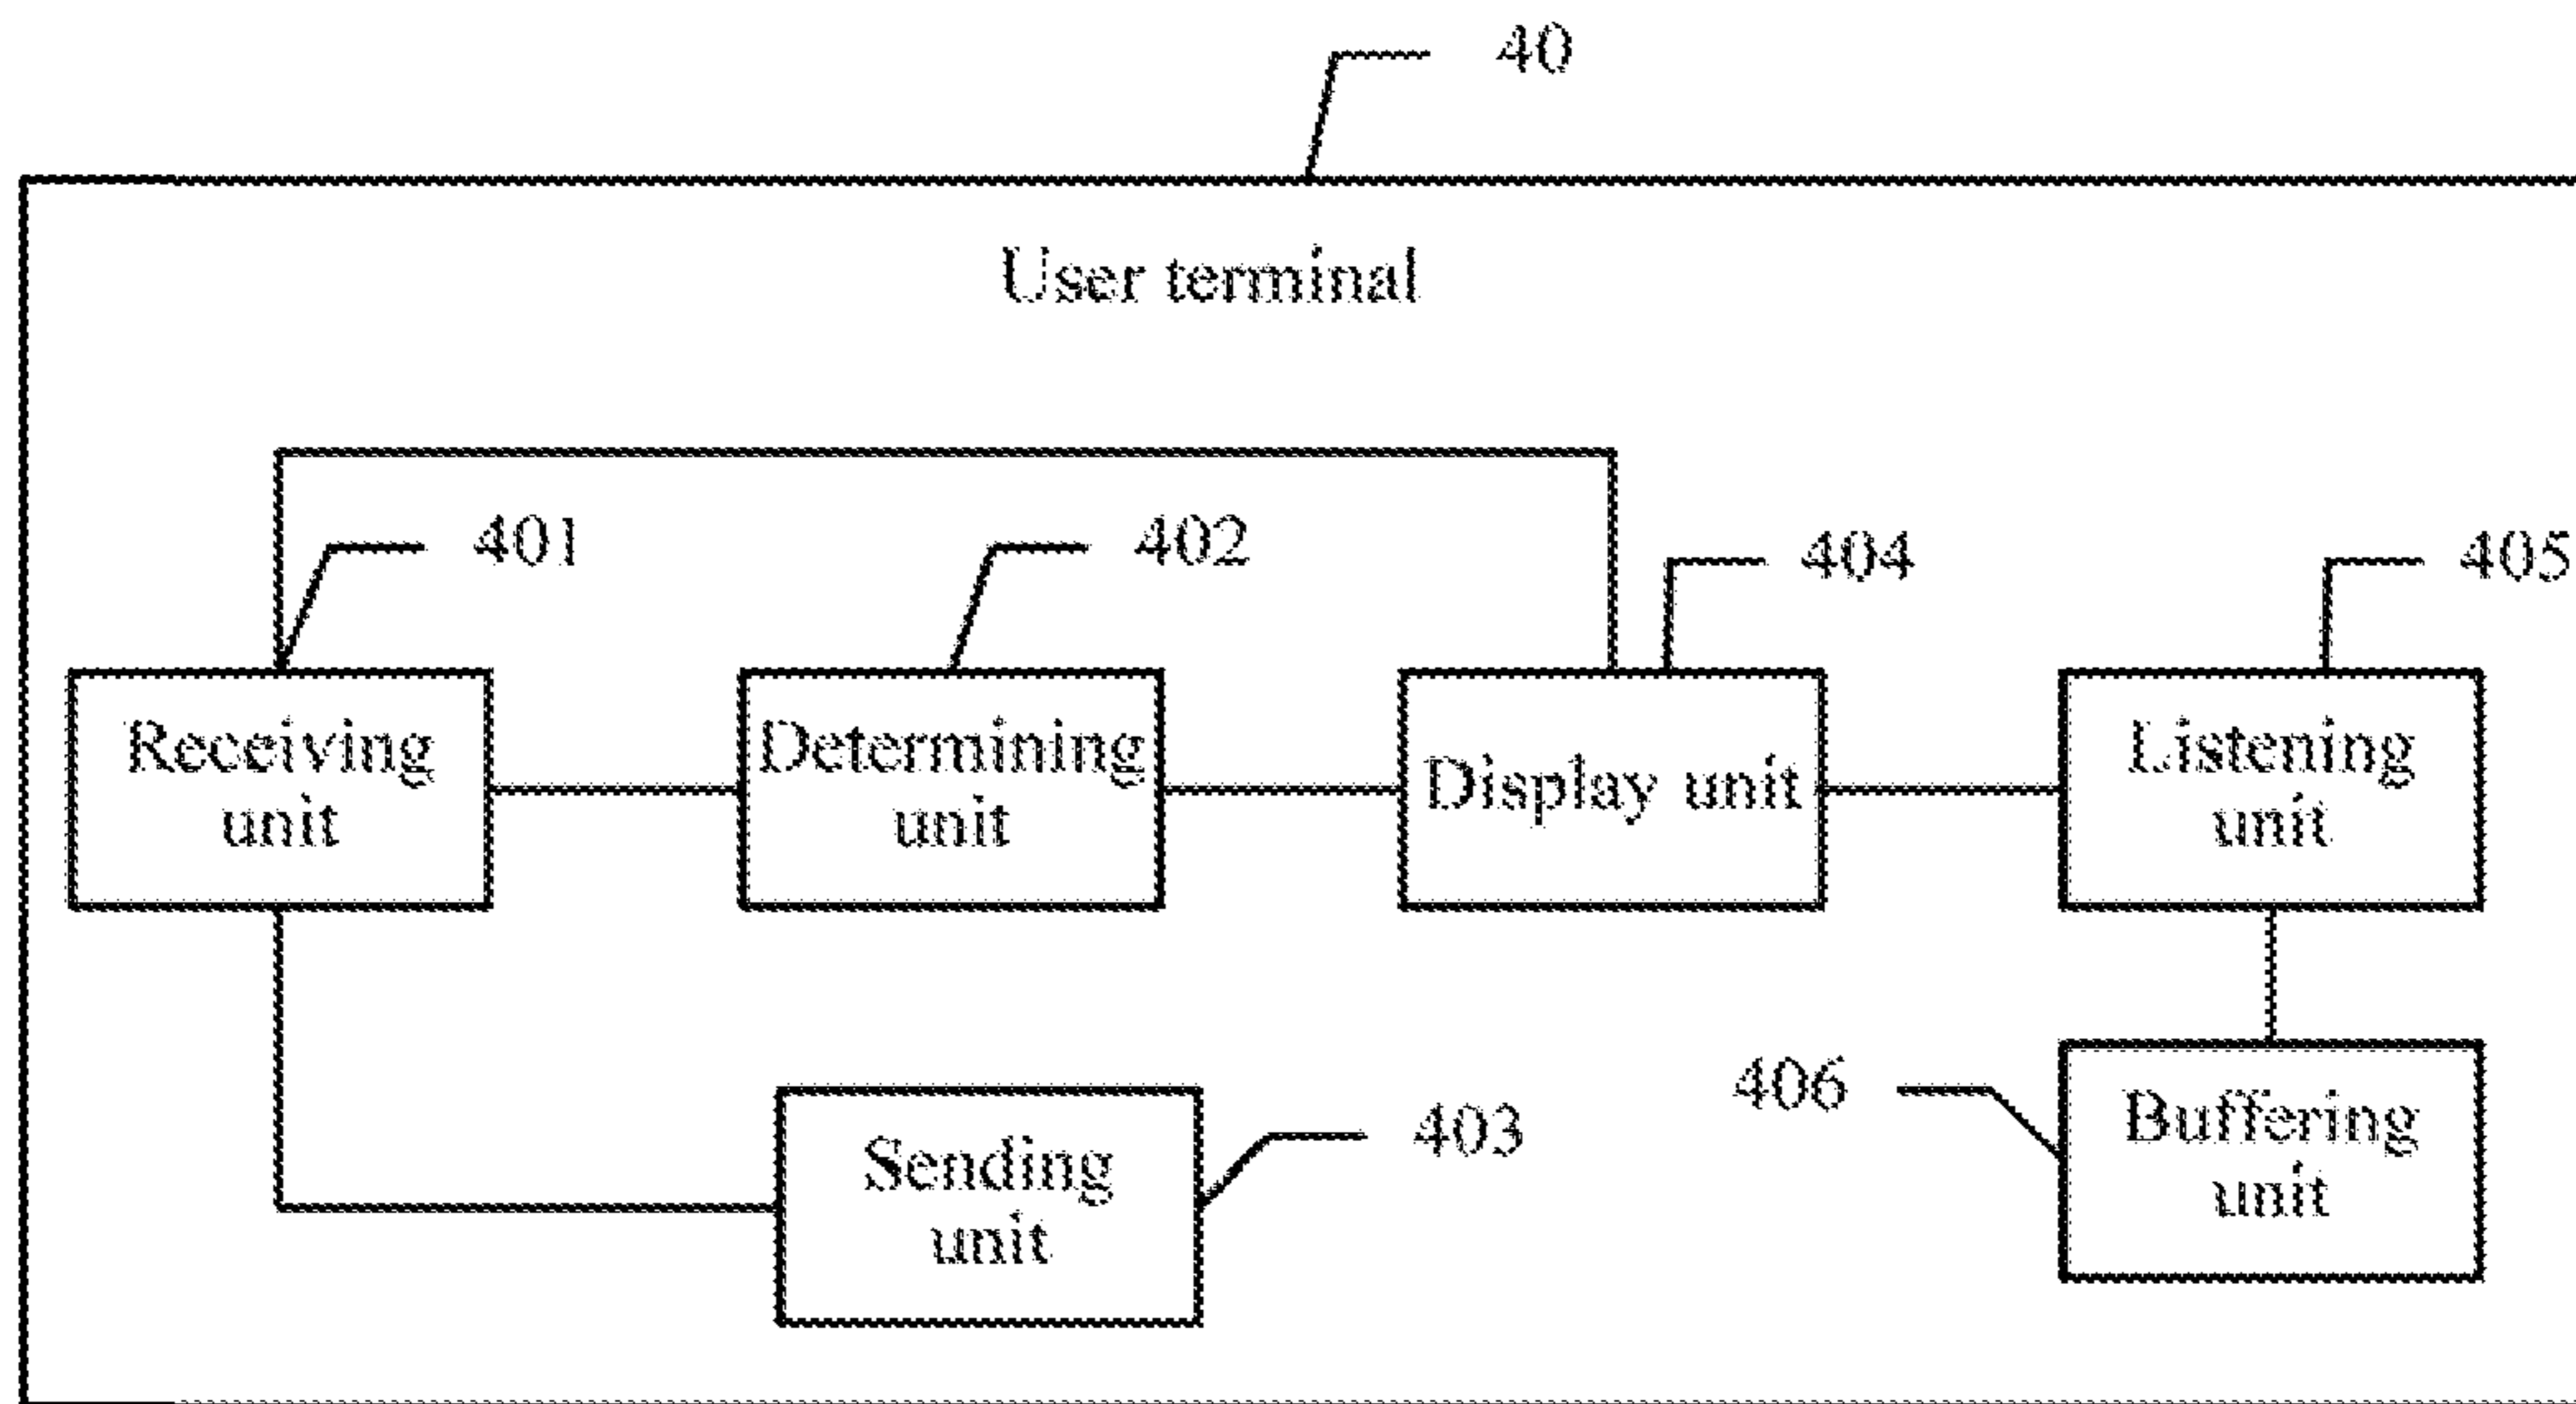 40
User terminal
401
402
404
405
Receiving
unit
Determining
unit
Display unit
Listening
unit
406
403
Sending
unit
Buffering
unit